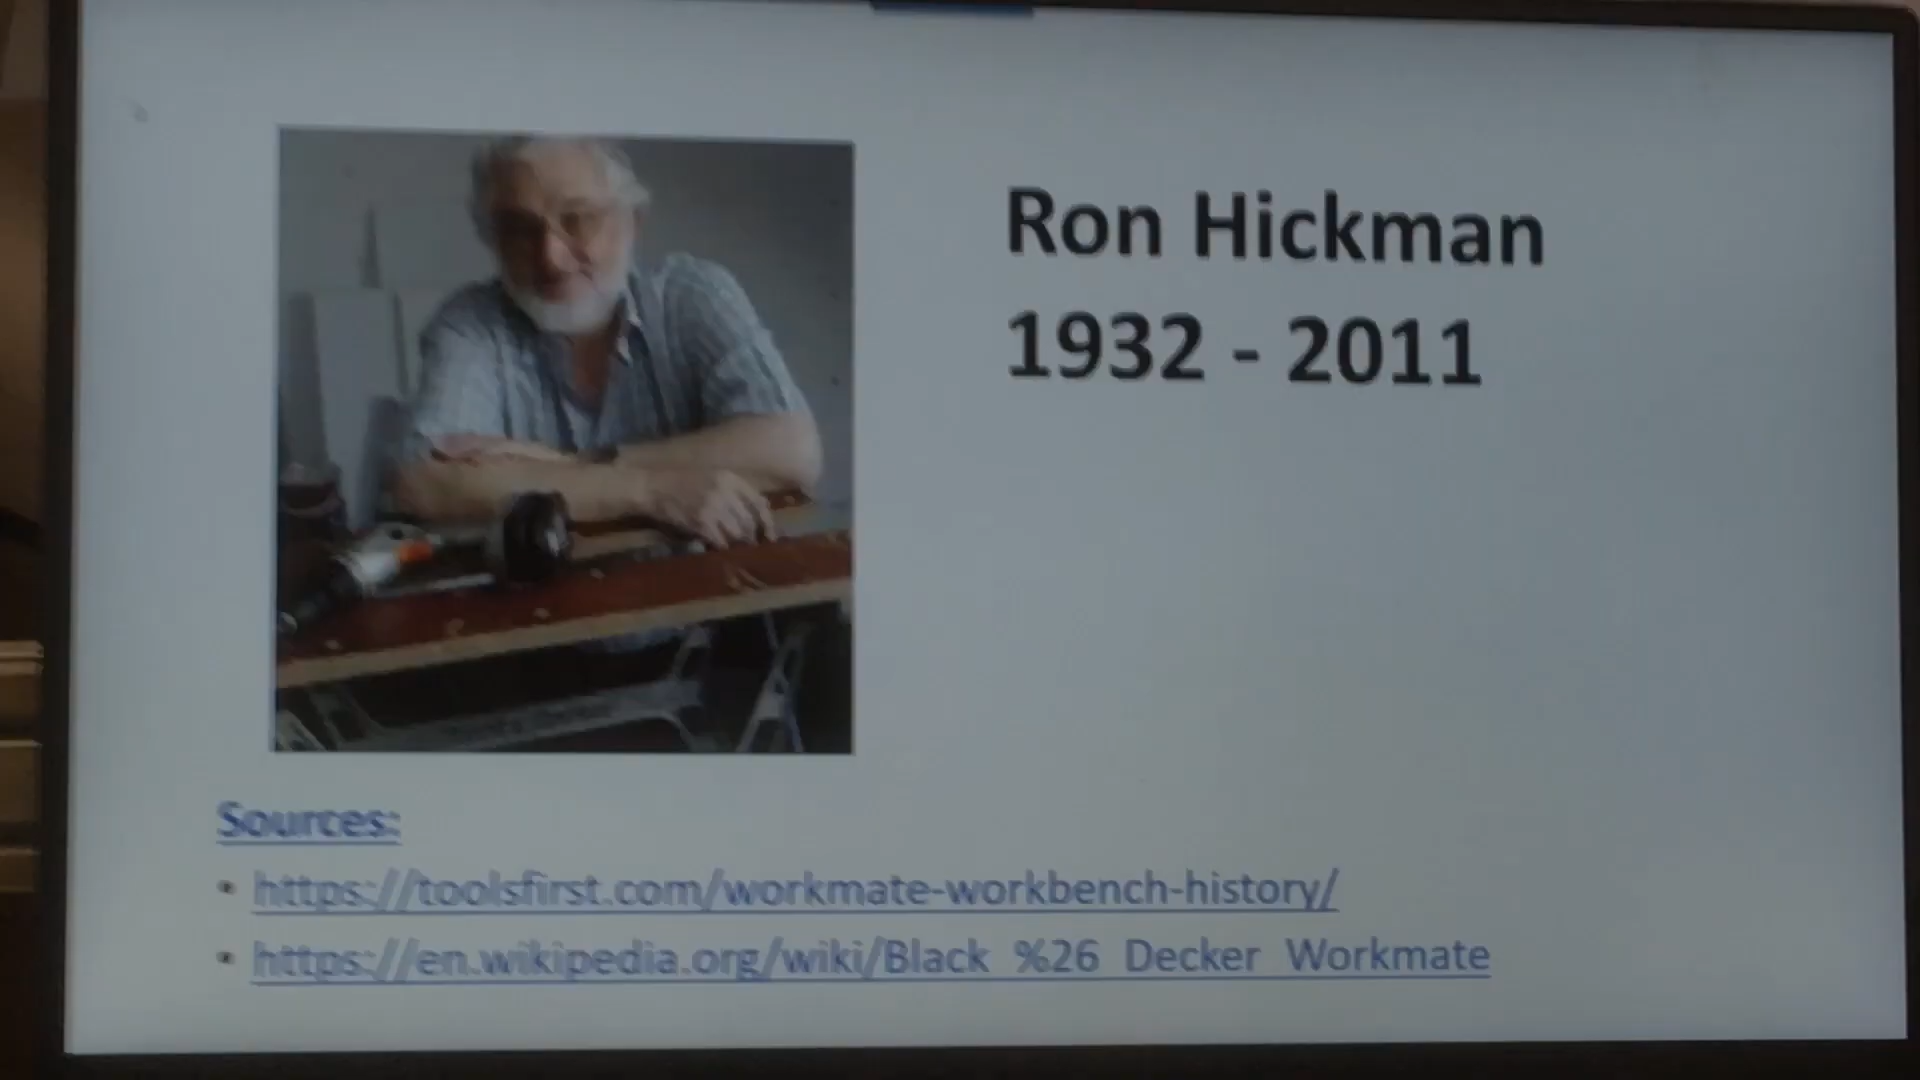 Ron Hickman
1932 - 2011
Sources:
• https://toolsfirst.com/workmate-workbench-history/
• https://en.wikipedia.org/wiki/Black_%26_Decker_Workmate